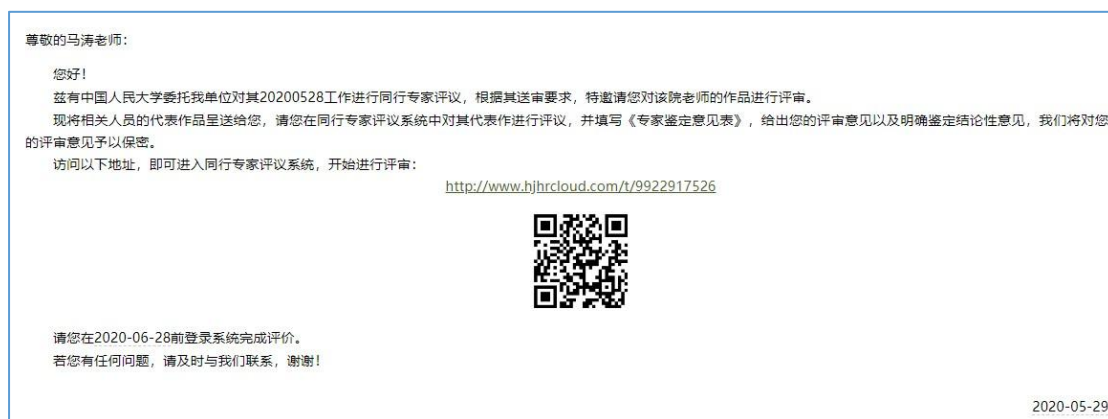 尊敬的马涛老师：
您好！
兹有中国人民大学委托我单位对其20200528工作进行同行专家评议，根据其送审要求，特邀请您对该院老师的作品进行评审。
现将相关人员的代表作品呈送给您，请您在同行专家评议系统中对其代表作进行评议，并填写《专家鉴定意见表》，给出您的评审意见以及明确鉴定结论性意见，我们将对您
的评审意见予以保密。
访问以下地址，即可进入同行专家评议系统，开始进行评审：
http://www.hjhrcloud.com/t/9922917526
请您在2020-06-28前登录系统完成评价。
若您有任何问题，请及时与我们联系，谢谢！
2020-05-29